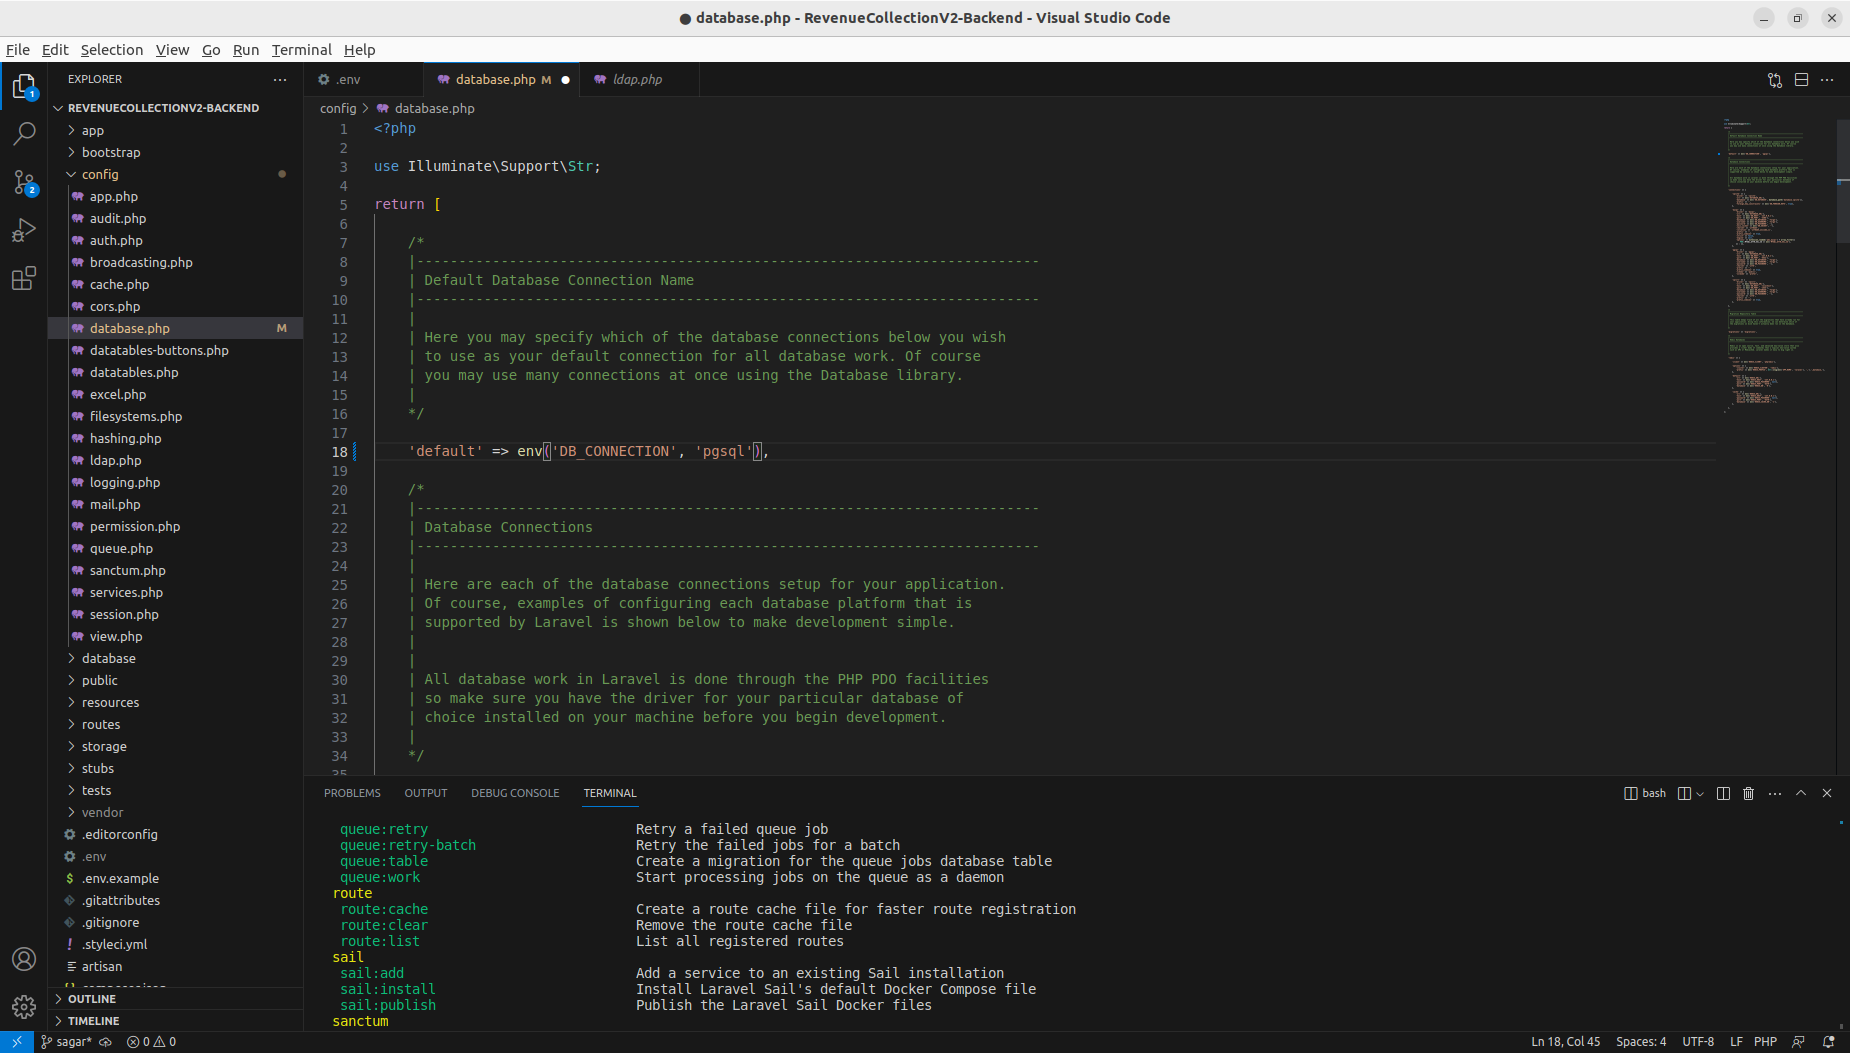 ● database.php - RevenueCollectionV2-Backend - Visual Studio Code
File Edit Selection View Go Run Terminal Help
EXPLORER
REVENUECOLLECTIONV2-BACKEND
app
bootstrap
config
app.php
audit.php
auth.php
broadcasting.php
cache.php
cors.php
database.php M
datatables-buttons.php
datatables.php
excel.php
filesystems.php
hashing.php
ldap.php
logging.php
mail.php
permission.php
queue.php
sanctum.php
services.php
session.php
view.php
database
public
resources
routes
storage
stubs
tests
vendor
.editorconfig
.env
.env.example
.gitattributes
.gitignore
.styleci.yml
artisan
OUTLINE
TIMELINE
1
2
.env
database.php M
ldap.php
config > database.php
1 <?php
2
3 use Illuminate\Support\Str;
4
5 return [
6
7 /*
8 |--------------------------------------------------------------------------
9 | Default Database Connection Name
10 |--------------------------------------------------------------------------
11 |
12 | Here you may specify which of the database connections below you wish
13 | to use as your default connection for all database work. Of course
14 | you may use many connections at once using the Database library.
15 |
16 */
17
18 'default' => env('DB_CONNECTION', 'pgsql'),
19
20 /*
21 |--------------------------------------------------------------------------
22 | Database Connections
23 |--------------------------------------------------------------------------
24 |
25 | Here are each of the database connections setup for your application.
26 | Of course, examples of configuring each database platform that is
27 | supported by Laravel is shown below to make development simple.
28 |
29 |
30 | All database work in Laravel is done through the PHP PDO facilities
31 | so make sure you have the driver for your particular database of
32 | choice installed on your machine before you begin development.
33 |
34 */
35
PROBLEMS OUTPUT DEBUG CONSOLE TERMINAL
bash
queue:retry Retry a failed queue job
queue:retry-batch Retry the failed jobs for a batch
queue:table Create a migration for the queue jobs database table
queue:work Start processing jobs on the queue as a daemon
route
route:cache Create a route cache file for faster route registration
route:clear Remove the route cache file
route:list List all registered routes
sail
sail:add Add a service to an existing Sail installation
sail:install Install Laravel Sail's default Docker Compose file
sail:publish Publish the Laravel Sail Docker files
sanctum
sagar* 0 0
Ln 18, Col 45 Spaces: 4 UTF-8 LF PHP